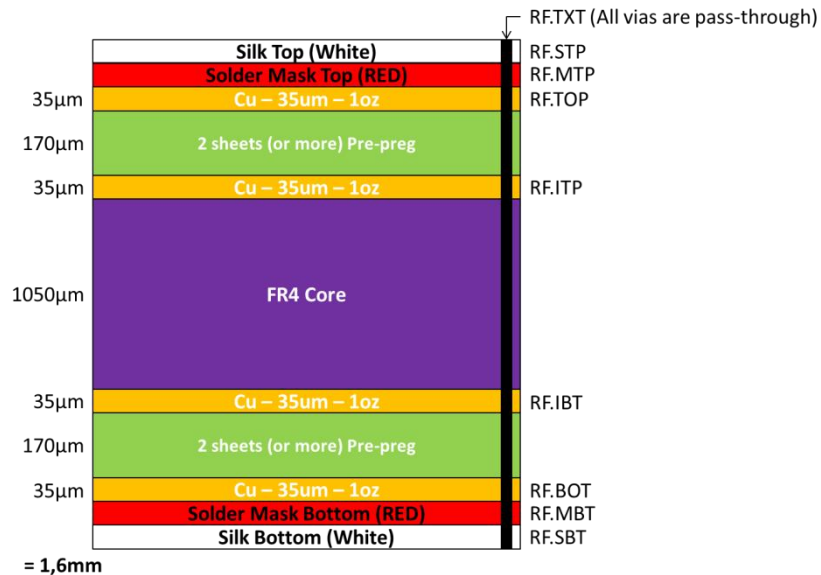 RF.TXT (All vias are pass-through)
Silk Top (White) RF.STP
Solder Mask Top (RED) RF.MTP
35µm Cu – 35um – 1oz RF.TOP
170µm 2 sheets (or more) Pre-preg
35µm Cu – 35um – 1oz RF.ITP
1050µm FR4 Core
35µm Cu – 35um – 1oz RF.IBT
170µm 2 sheets (or more) Pre-preg
35µm Cu – 35um – 1oz RF.BOT
Solder Mask Bottom (RED) RF.MBT
Silk Bottom (White) RF.SBT
= 1,6mm